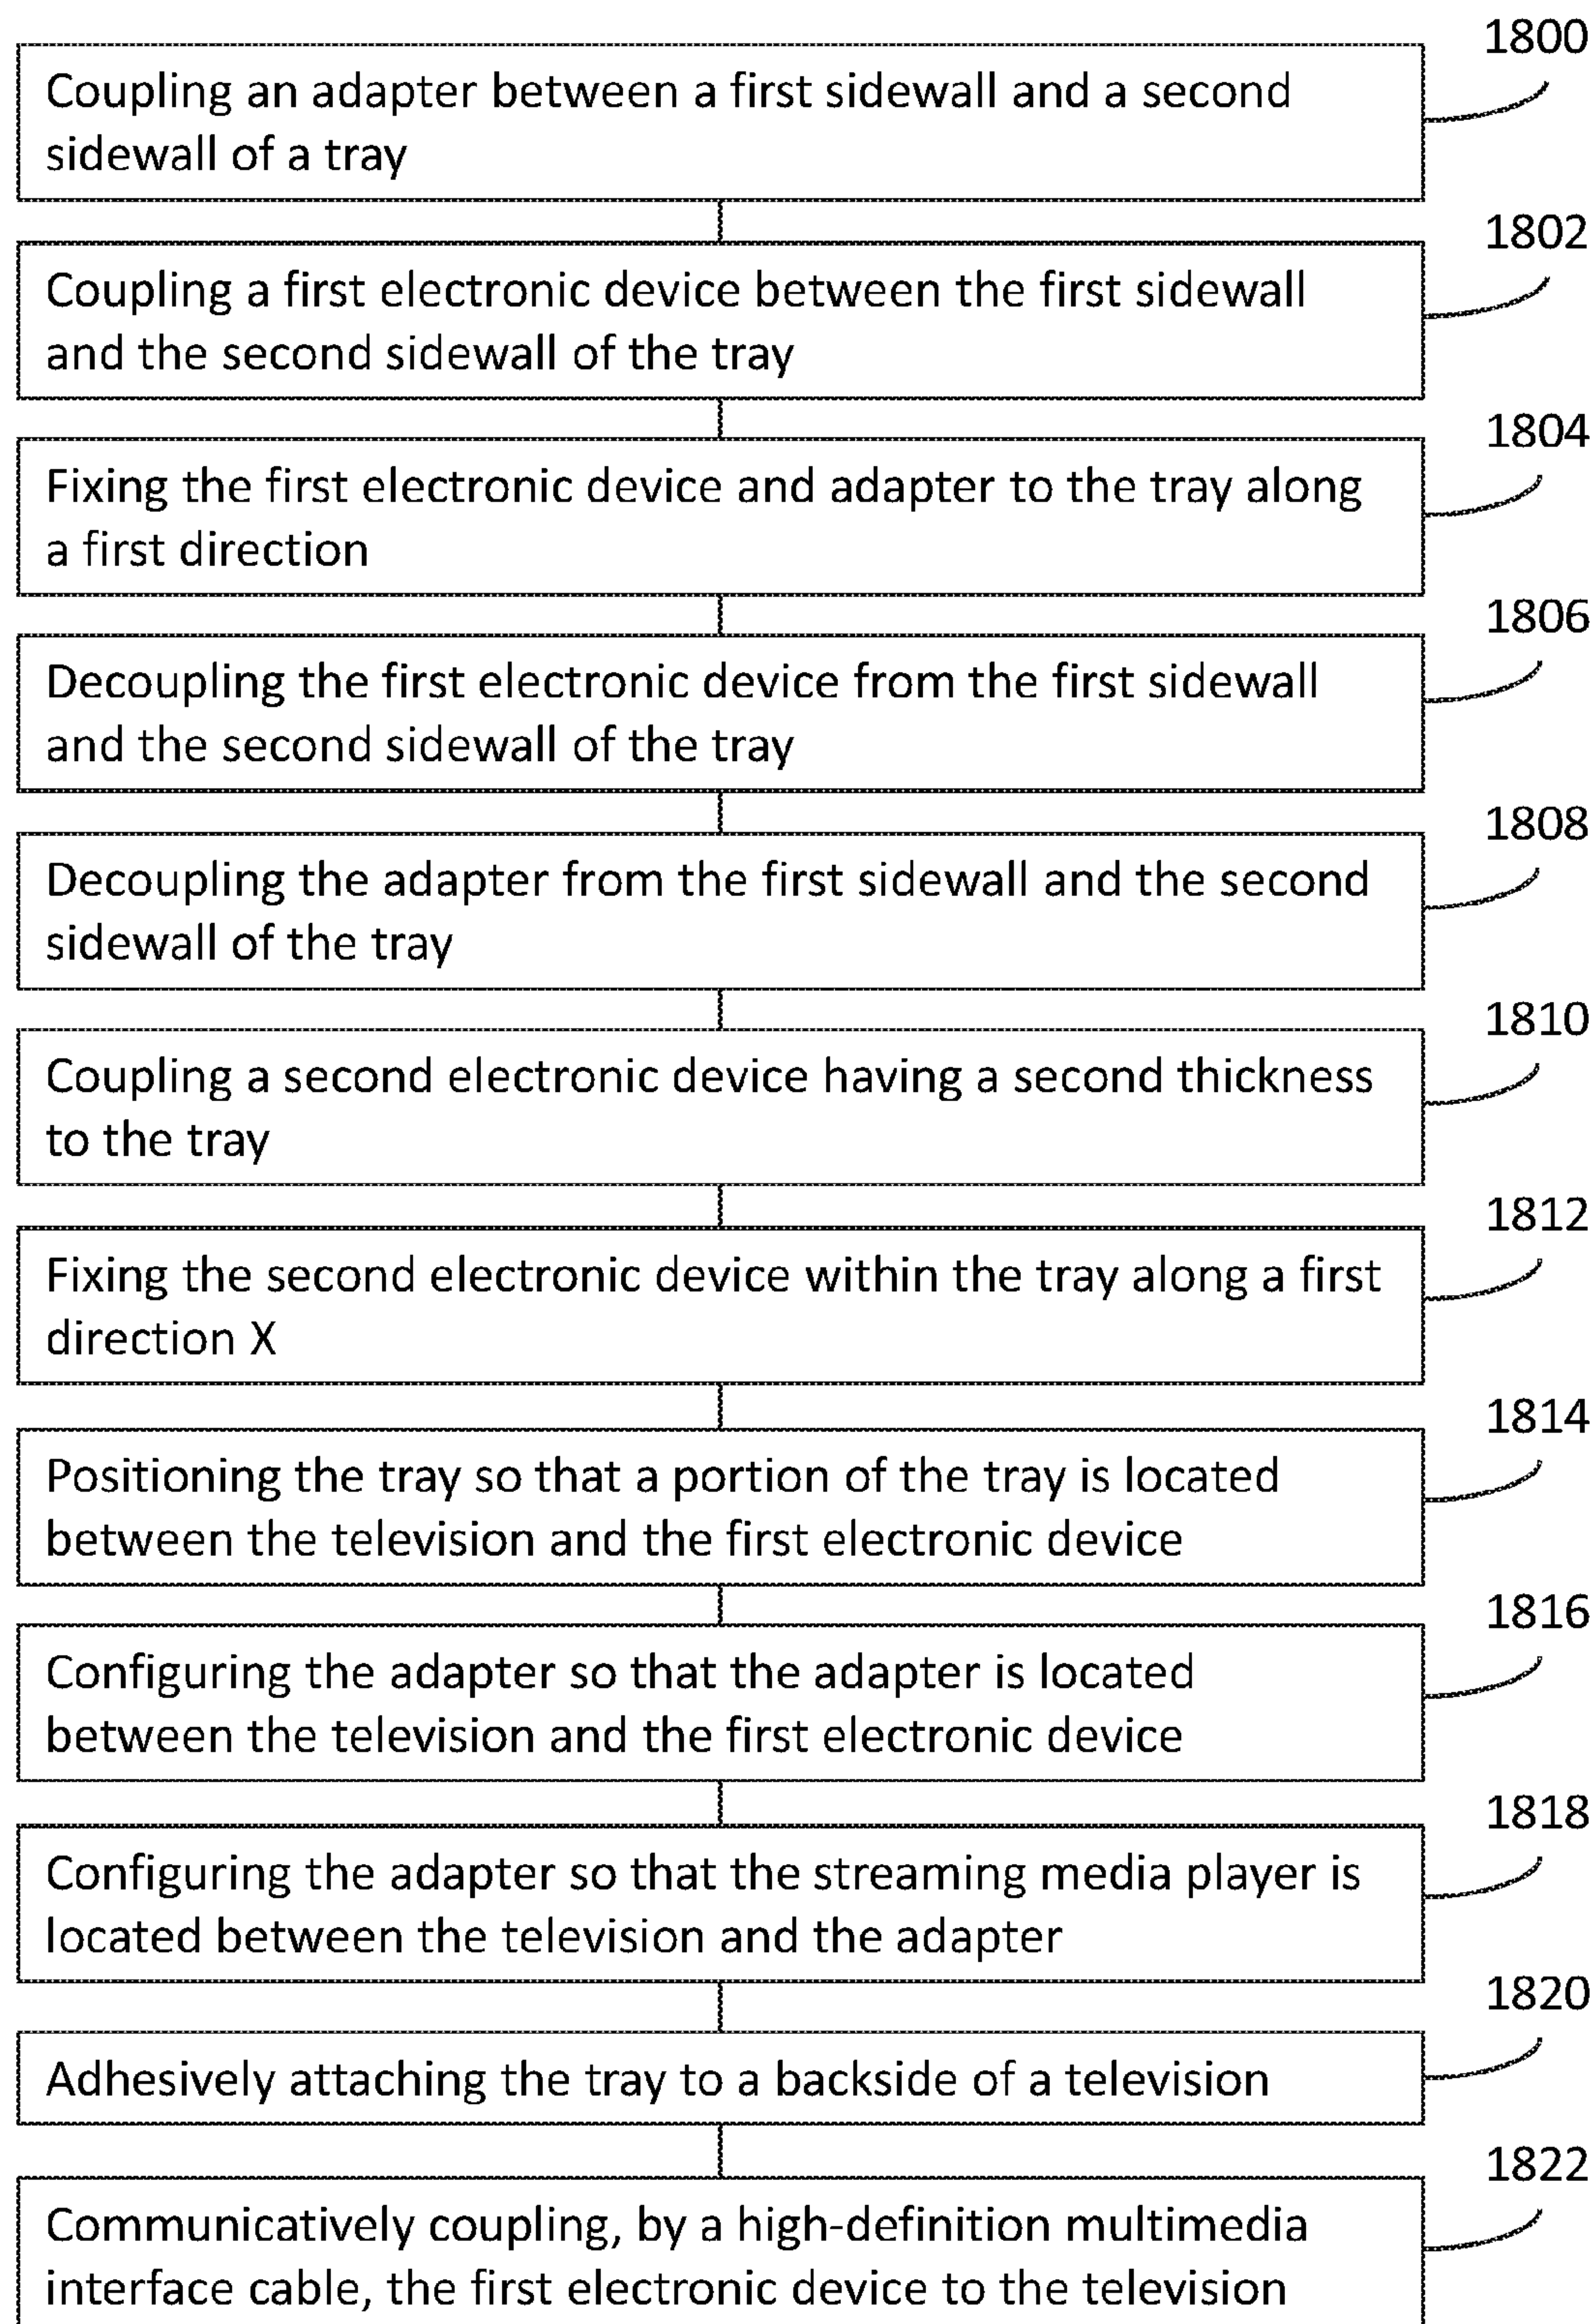 1800
Coupling an adapter between a first sidewall and a second
sidewall of a tray
1802
Coupling a first electronic device between the first sidewall
and the second sidewall of the tray
1804
Fixing the first electronic device and adapter to the tray along
a first direction
1806
Decoupling the first electronic device from the first sidewall
and the second sidewall of the tray
1808
Decoupling the adapter from the first sidewall and the second
sidewall of the tray
1810
Coupling a second electronic device having a second thickness
to the tray
1812
Fixing the second electronic device within the tray along a first
direction X
1814
Positioning the tray so that a portion of the tray is located
between the television and the first electronic device
1816
Configuring the adapter so that the adapter is located
between the television and the first electronic device
1818
Configuring the adapter so that the streaming media player is
located between the television and the adapter
1820
Adhesively attaching the tray to a backside of a television
1822
Communicatively coupling, by a high-definition multimedia
interface cable, the first electronic device to the television